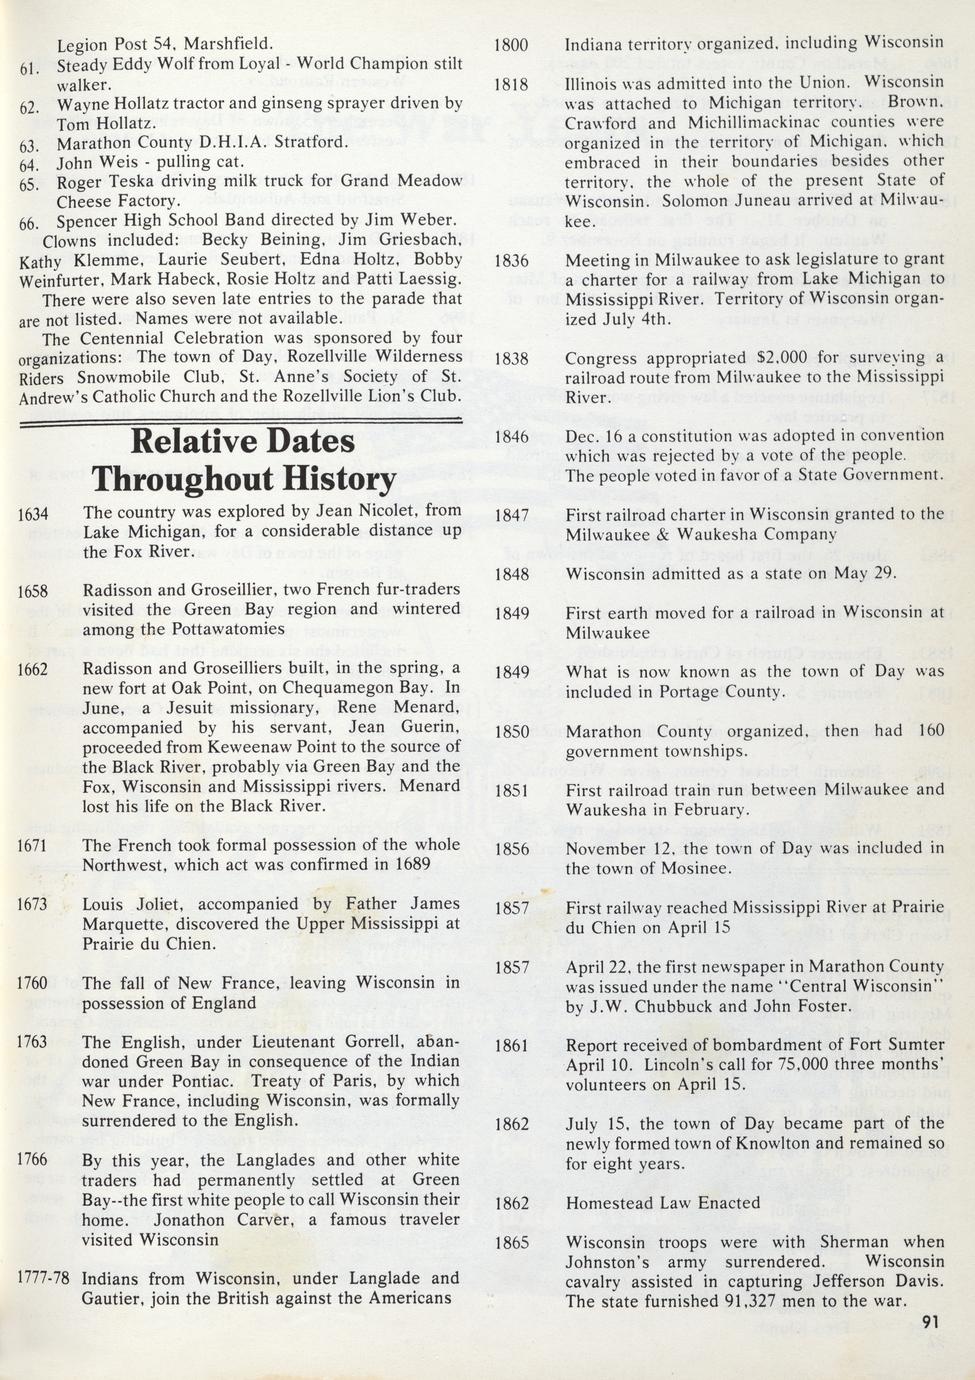 Legion Post 54, Marshfield.
61. Steady Eddy Wolf from Loyal - World Champion stilt
walker.
62. Wayne Hollatz tractor and ginseng sprayer driven by
Tom Hollatz.
63. Marathon County D.H.I.A. Stratford.
64. John Weis - pulling cat.
65. Roger Teska driving milk truck for Grand Meadow
Cheese Factory.
66. Spencer High School Band directed by Jim Weber.
Clowns included: Becky Beining, Jim Griesbach,
Kathy Klemme, Laurie Seubert, Edna Holtz, Bobby
Weinfurter, Mark Habeck, Rosie Holtz and Patti Laessig.
There were also seven late entries to the parade that
are not listed. Names were not available.
The Centennial Celebration was sponsored by four
organizations: The town of Day, Rozellville Wilderness
Riders Snowmobile Club, St. Anne's Society of St.
Andrew's Catholic Church and the Rozellville Lion's Club.
Relative Dates
Throughout History
1634 The country was explored by Jean Nicolet, from
Lake Michigan, for a considerable distance up
the Fox River.
1658 Radisson and Groseillier, two French fur-traders
visited the Green Bay region and wintered
among the Pottawatomies
1662 Radisson and Groseilliers built, in the spring, a
new fort at Oak Point, on Chequamegon Bay. In
June, a Jesuit missionary, Rene Menard,
accompanied by his servant, Jean Guerin,
proceeded from Keweenaw Point to the source of
the Black River, probably via Green Bay and the
Fox, Wisconsin and Mississippi rivers. Menard
lost his life on the Black River.
1671 The French took formal possession of the whole
Northwest, which act was confirmed in 1689
1673 Louis Joliet, accompanied by Father James
Marquette, discovered the Upper Mississippi at
Prairie du Chien.
1760 The fall of New France, leaving Wisconsin in
possession of England
1763 The English, under Lieutenant Gorrell, aban-
doned Green Bay in consequence of the Indian
war under Pontiac. Treaty of Paris, by which
New France, including Wisconsin, was formally
surrendered to the English.
1766 By this year, the Langlades and other white
traders had permanently settled at Green
Bay--the first white people to call Wisconsin their
home. Jonathon Carver, a famous traveler
visited Wisconsin
1777-78 Indians from Wisconsin, under Langlade and
Gautier, join the British against the Americans
1800 Indiana territory organized, including Wisconsin
1818 Illinois was admitted into the Union. Wisconsin
was attached to Michigan territory. Brown,
Crawford and Michillimackinac counties were
organized in the territory of Michigan, which
embraced in their boundaries besides other
territory, the whole of the present State of
Wisconsin. Solomon Juneau arrived at Milwau-
kee.
1836 Meeting in Milwaukee to ask legislature to grant
a charter for a railway from Lake Michigan to
Mississippi River. Territory of Wisconsin organ-
ized July 4th.
1838 Congress appropriated $2,000 for surveying a
railroad route from Milwaukee to the Mississippi
River.
1846 Dec. 16 a constitution was adopted in convention
which was rejected by a vote of the people.
The people voted in favor of a State Government.
1847 First railroad charter in Wisconsin granted to the
Milwaukee & Waukesha Company
1848 Wisconsin admitted as a state on May 29.
1849 First earth moved for a railroad in Wisconsin at
Milwaukee
1849 What is now known as the town of Day was
included in Portage County.
1850 Marathon County organized, then had 160
government townships.
1851 First railroad train run between Milwaukee and
Waukesha in February.
1856 November 12, the town of Day was included in
the town of Mosinee.
1857 First railway reached Mississippi River at Prairie
du Chien on April 15
1857 April 22, the first newspaper in Marathon County
was issued under the name "Central Wisconsin"
by J.W. Chubbuck and John Foster.
1861 Report received of bombardment of Fort Sumter
April 10. Lincoln's call for 75,000 three months'
volunteers on April 15.
1862 July 15, the town of Day became part of the
newly formed town of Knowlton and remained so
for eight years.
1862 Homestead Law Enacted
1865 Wisconsin troops were with Sherman when
Johnston's army surrendered. Wisconsin
cavalry assisted in capturing Jefferson Davis.
The state furnished 91,327 men to the war.
91